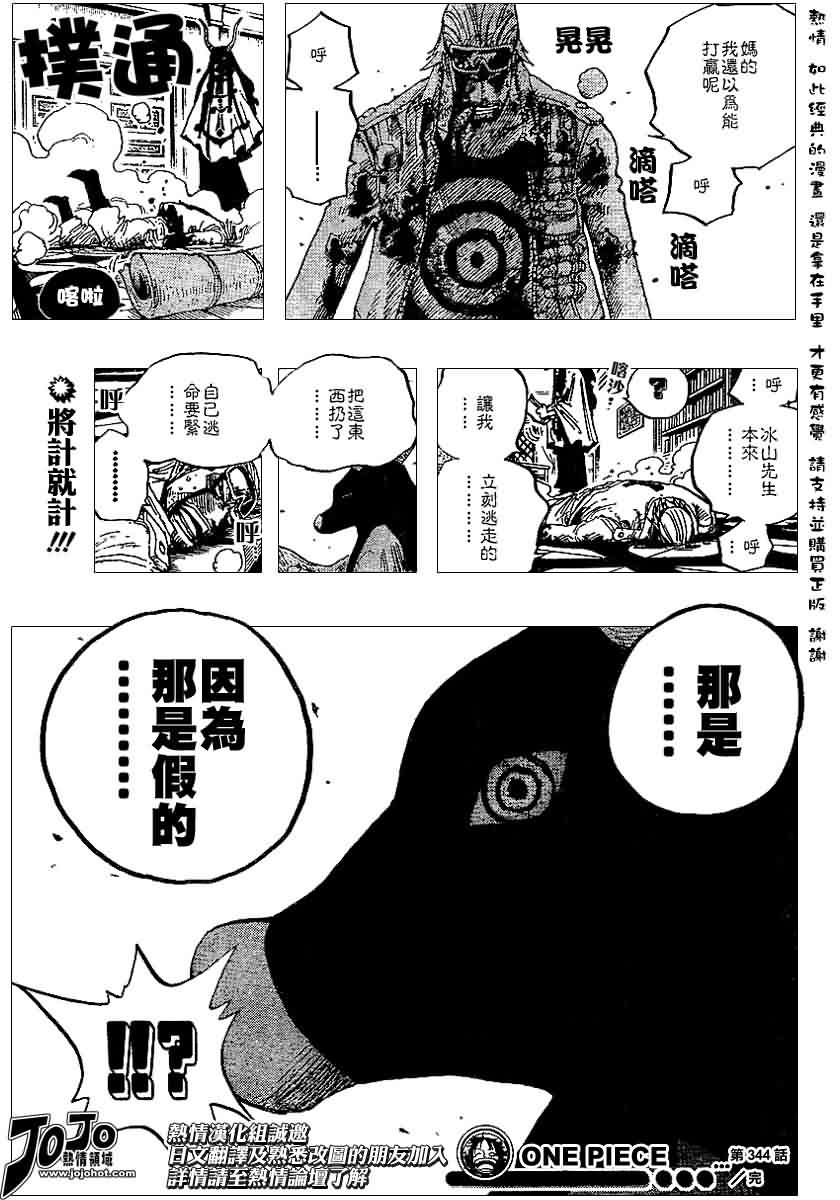 呼
……
晃晃
媽的
我還以為能
打贏呢
呼
滴嗒
滴嗒
撲通
喀啦
…呼
冰山先生
本來……
…呼
?
喀沙…
讓我
……
立刻逃走的
……
把這東
西扔了
……
自己逃
命要緊
……
呼
………
呼
將計就計!!!
那是
……
因為
那是假的
………
!!?
熱情 如此經典的漫畫 還是拿在手里 才更有感覺 請支持並購買正版 謝謝
JOJO
熱情領域
www.jojohot.com
熱情漢化組誠邀
日文翻譯及熟悉改圖的朋友加入
詳情請至熱情論壇了解
ONE PIECE
…第344話
/完